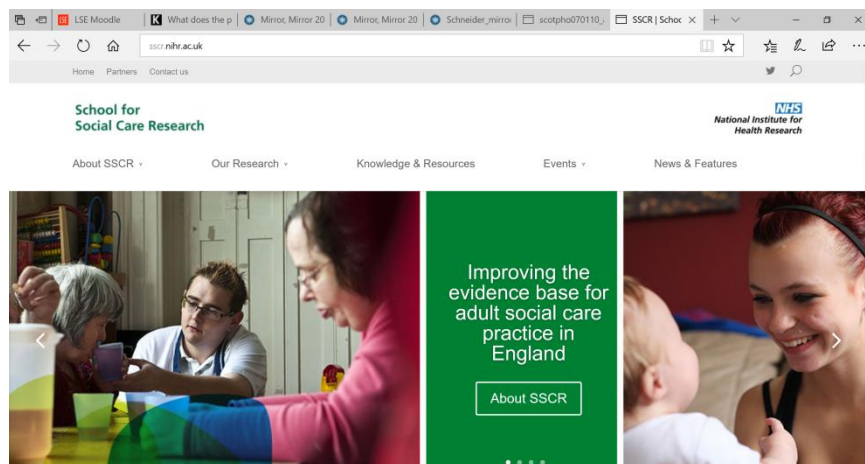 LSE Moodle
What does the p
Mirror, Mirror 20
Mirror, Mirror 20
Schneider_mirror
scotpho070110_
SSCR | Schoc
sscr.nihr.ac.uk
Home Partners Contact us
School for
Social Care Research
NHS
National Institute for
Health Research
About SSCR Our Research Knowledge & Resources Events News & Features
Improving the
evidence base for
adult social care
practice in
England
About SSCR